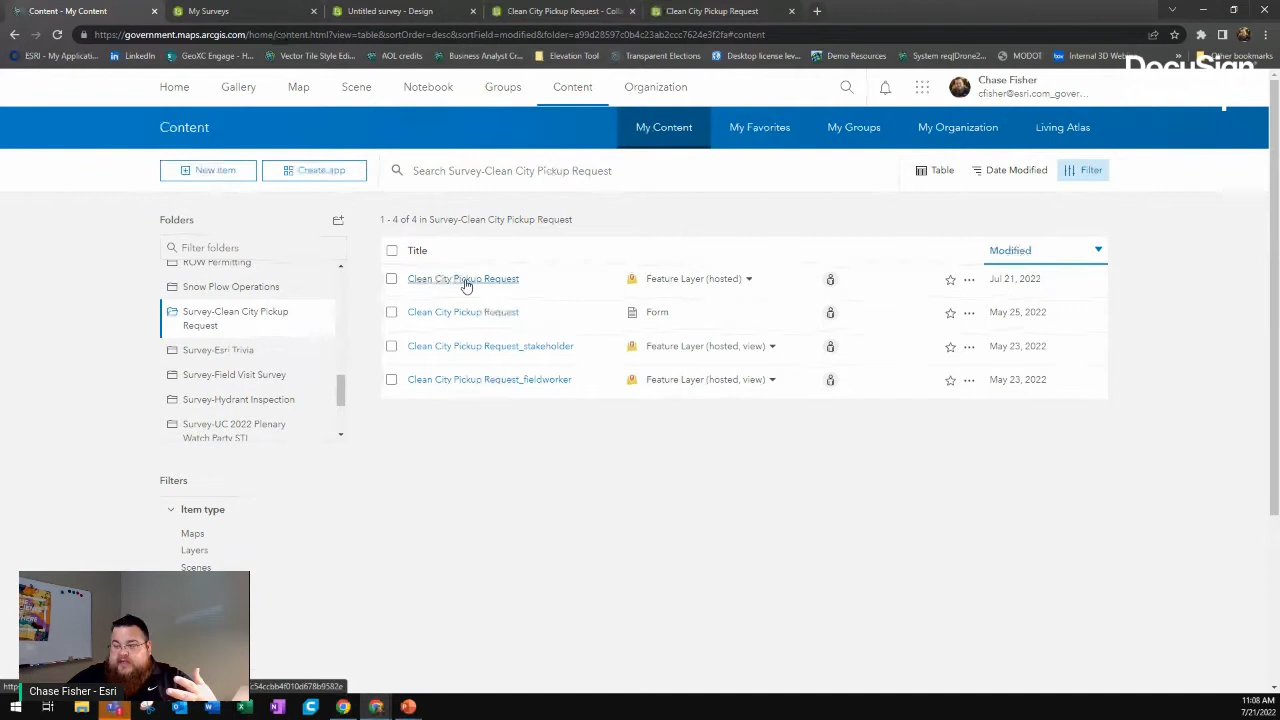 Content - My Content
My Surveys
Untitled survey - Design
Clean City Pickup Request - Colle
Clean City Pickup Request
https://government.maps.arcgis.com/home/content.html?view=table&sortOrder=desc&sortField=modified&folder=a99d28597c0b4c23ab2ccc7624e3f2fa#content
ESRI - My Applicati...
LinkedIn
GeoXC Engage - H...
Vector Tile Style Edit...
AOL credits
Business Analyst Cr...
Elevation Tool
Transparent Elections
Desktop license lev...
Demo Resources
System req|Drone2...
MODOT
Internal 3D Webinar
Other bookmarks
DocuSign
Home
Gallery
Map
Scene
Notebook
Groups
Content
Organization
Chase Fisher
cfisher@esri.com_gover...
Content
My Content
My Favorites
My Groups
My Organization
Living Atlas
New item
Create app
Search Survey-Clean City Pickup Request
Table
Date Modified
Filter
Folders
1 - 4 of 4 in Survey-Clean City Pickup Request
Filter folders
Title
Modified
ROW Permitting
Clean City Pickup Request
Feature Layer (hosted)
Jul 21, 2022
Snow Plow Operations
Survey-Clean City Pickup
Request
Clean City Pickup Request
Form
May 25, 2022
Survey-Esri Trivia
Clean City Pickup Request_stakeholder
Feature Layer (hosted, view)
May 23, 2022
Survey-Field Visit Survey
Clean City Pickup Request_fieldworker
Feature Layer (hosted, view)
May 23, 2022
Survey-Hydrant Inspection
Survey-UC 2022 Plenary
Watch Party STL
Filters
Item type
Maps
Layers
Scenes
c54ccbb4f010d678b9582e
Chase Fisher - Esri
11:08 AM
7/21/2022